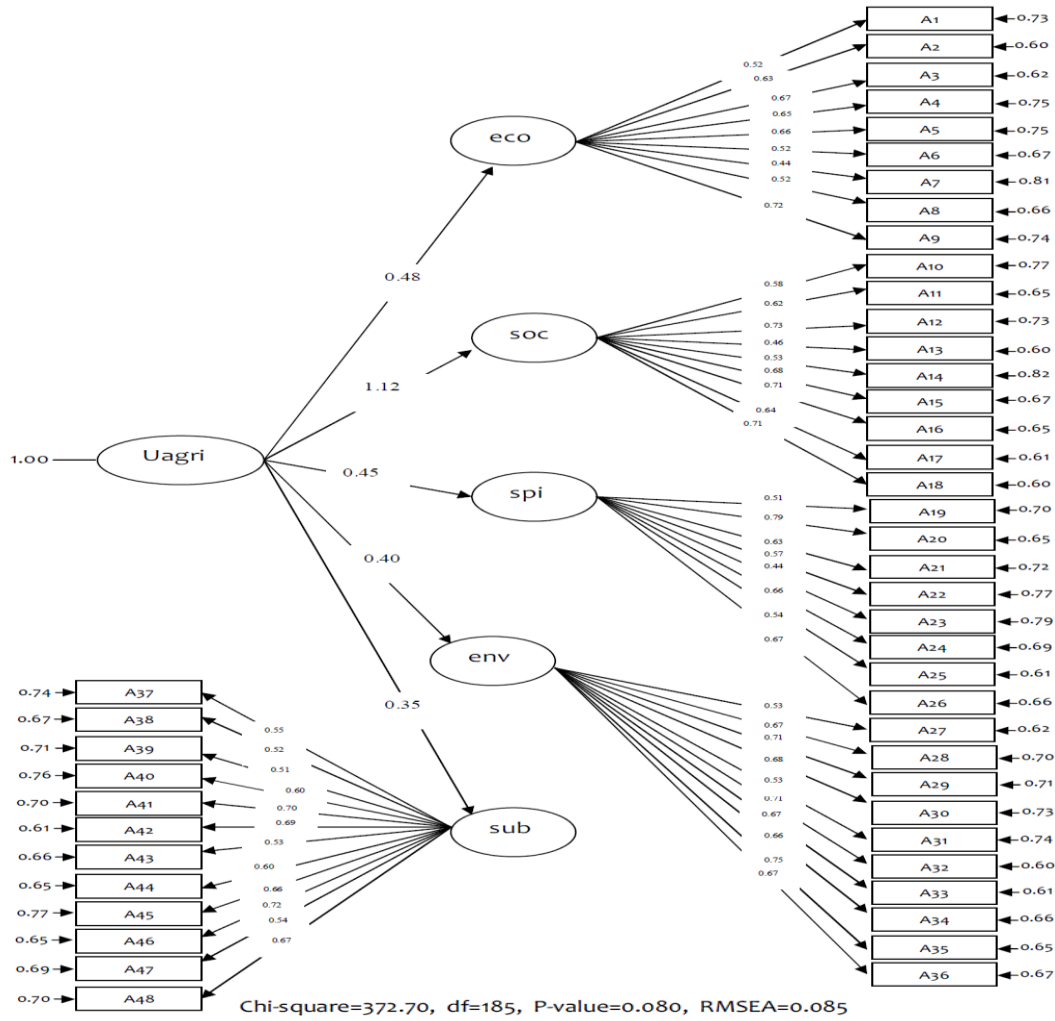 A1 0.73
A2 0.60
0.52
0.63
A3 0.62
0.67
A4 0.75
0.65
eco
A5 0.75
0.66
A6 0.67
0.52
0.44
A7 0.81
0.52
0.72
A8 0.66
A9 0.74
A10 0.77
0.48
0.58
A11 0.65
0.62
soc
A12 0.73
0.73
0.46
A13 0.60
0.53
A14 0.82
0.68
1.12
0.71
A15 0.67
0.64
0.71
A16 0.65
1.00 Uagri
A17 0.61
0.45
A18 0.60
spi
0.51
A19 0.70
0.79
A20 0.65
0.63
0.57
0.44
A21 0.72
0.40
0.66
A22 0.77
0.54
A23 0.79
0.67
A24 0.69
env
A25 0.61
0.74 A37
0.35
0.53
A26 0.66
0.67 A38
0.55
0.67
0.71
A27 0.62
0.71 A39
0.52
0.51
0.68
A28 0.70
0.76 A40
0.60
0.53
A29 0.71
0.70 A41
0.70
0.71
0.67
A30 0.73
0.61 A42
0.69
sub
0.66
A31 0.74
0.66 A43
0.53
0.75
A32 0.60
0.65 A44
0.60
0.67
A33 0.61
0.77 A45
0.66
0.72
A34 0.66
0.65 A46
0.54
0.67
A35 0.65
0.69 A47
A36 0.67
0.70 A48
Chi-square=372.70, df=185, P-value=0.080, RMSEA=0.085